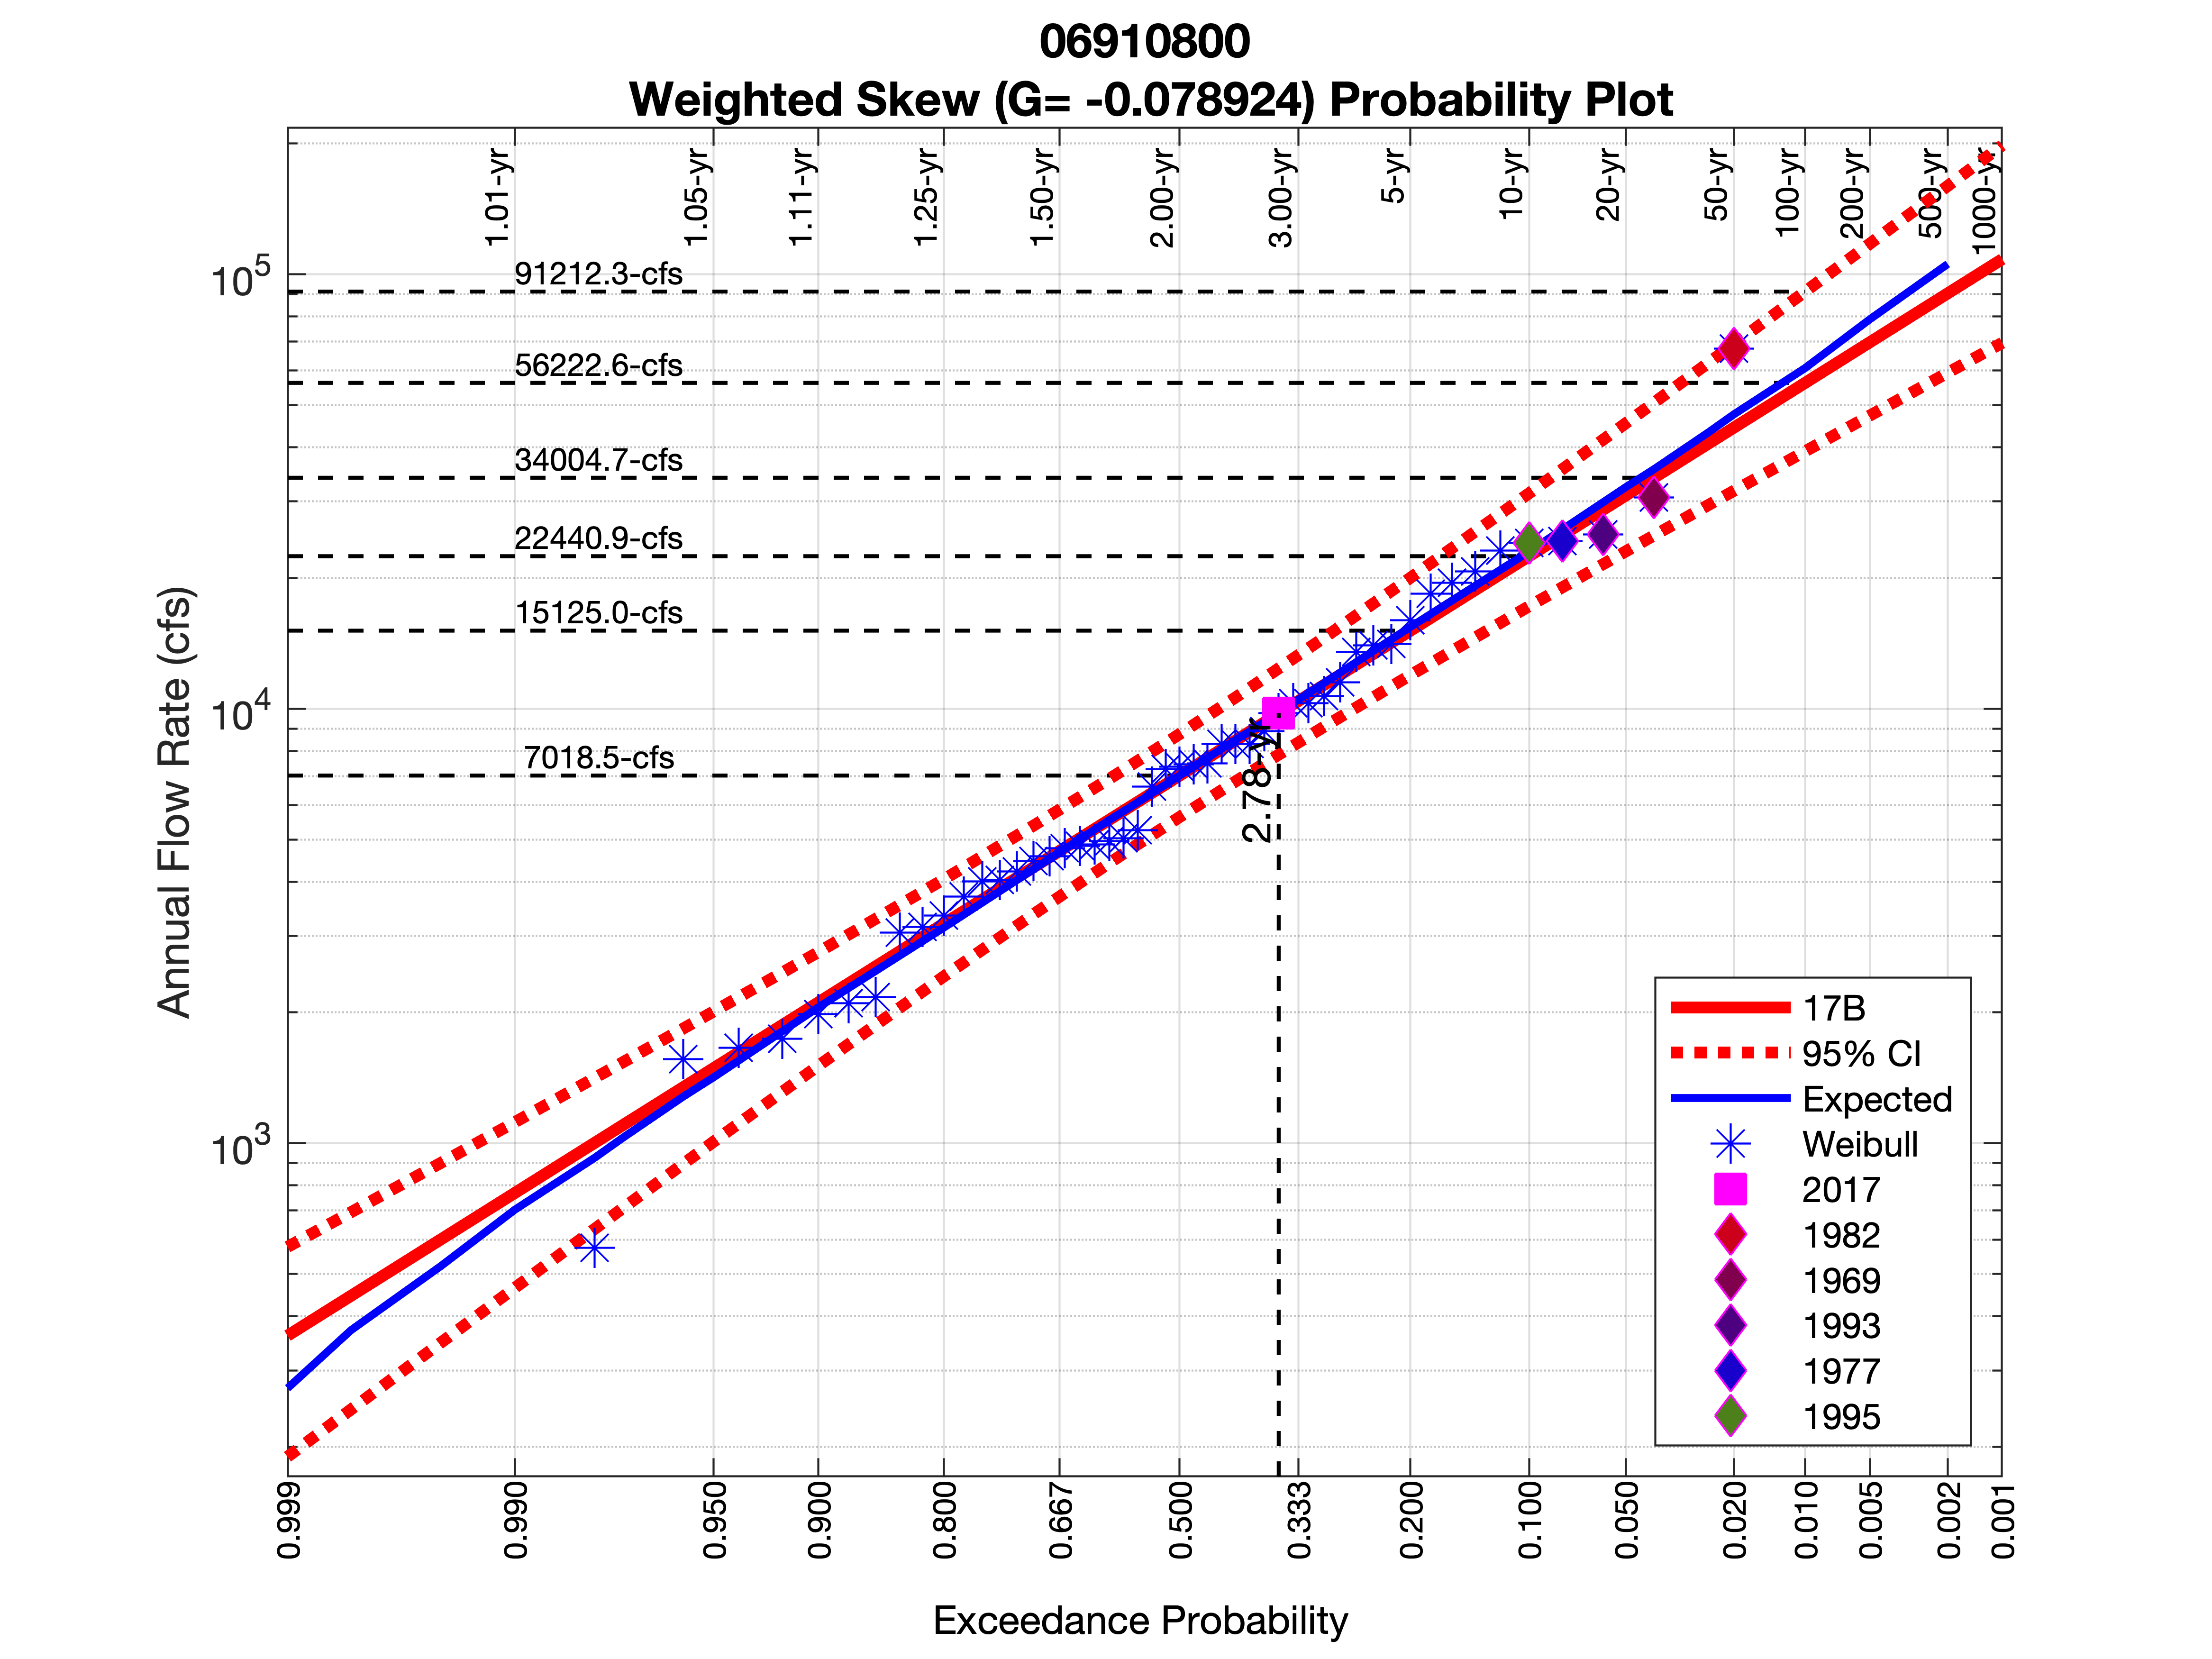 06910800
Weighted Skew (G= -0.078924) Probability Plot
1.01-yr
1.05-yr
1.11-yr
1.25-yr
1.50-yr
2.00-yr
3.00-yr
5-yr
10-yr
20-yr
50-yr
100-yr
200-yr
500-yr
1000-yr
10^5
10^4
10^3
Annual Flow Rate (cfs)
91212.3-cfs
56222.6-cfs
34004.7-cfs
22440.9-cfs
15125.0-cfs
7018.5-cfs
2.78-yr
17B
95% CI
Expected
Weibull
2017
1982
1969
1993
1977
1995
0.999
0.990
0.950
0.900
0.800
0.667
0.500
0.333
0.200
0.100
0.050
0.020
0.010
0.005
0.002
0.001
Exceedance Probability